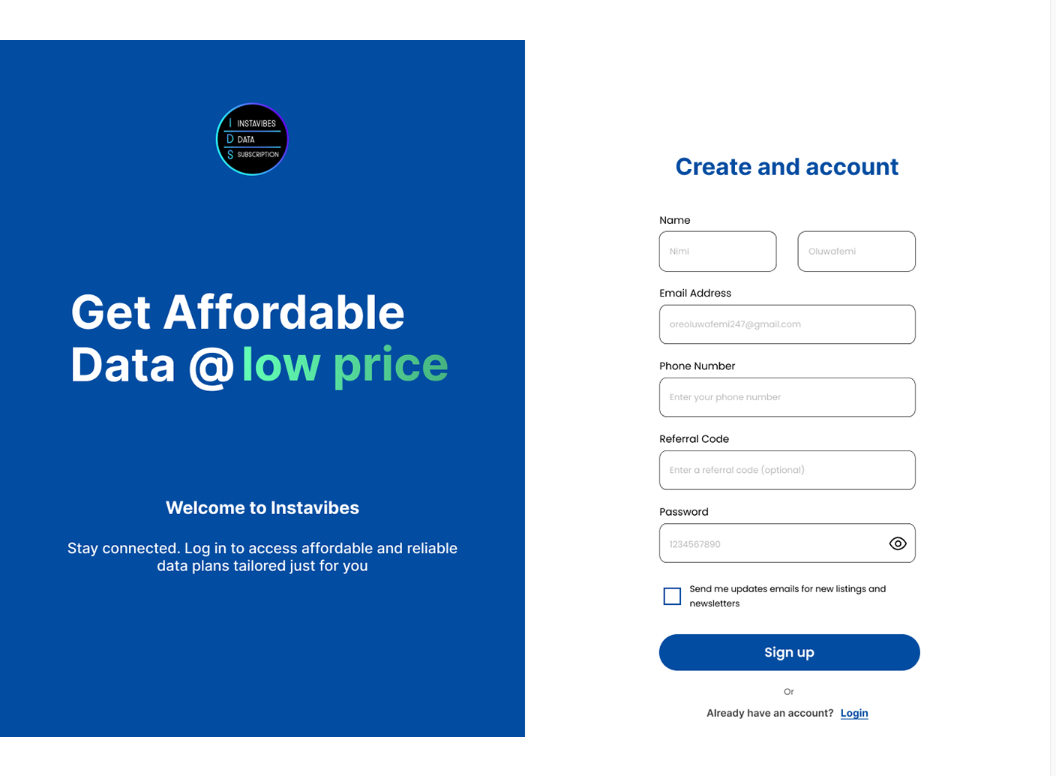 I INSTAVIBES
D DATA
S SUBSCRIPTION
Get Affordable
Data @ low price
Welcome to Instavibes
Stay connected. Log in to access affordable and reliable
data plans tailored just for you
Create and account
Name
Nimi
Oluwafemi
Email Address
oreoluwafemi247@gmail.com
Phone Number
Enter your phone number
Referral Code
Enter a referral code (optional)
Password
1234567890
Send me updates emails for new listings and
newsletters
Sign up
Or
Already have an account? Login